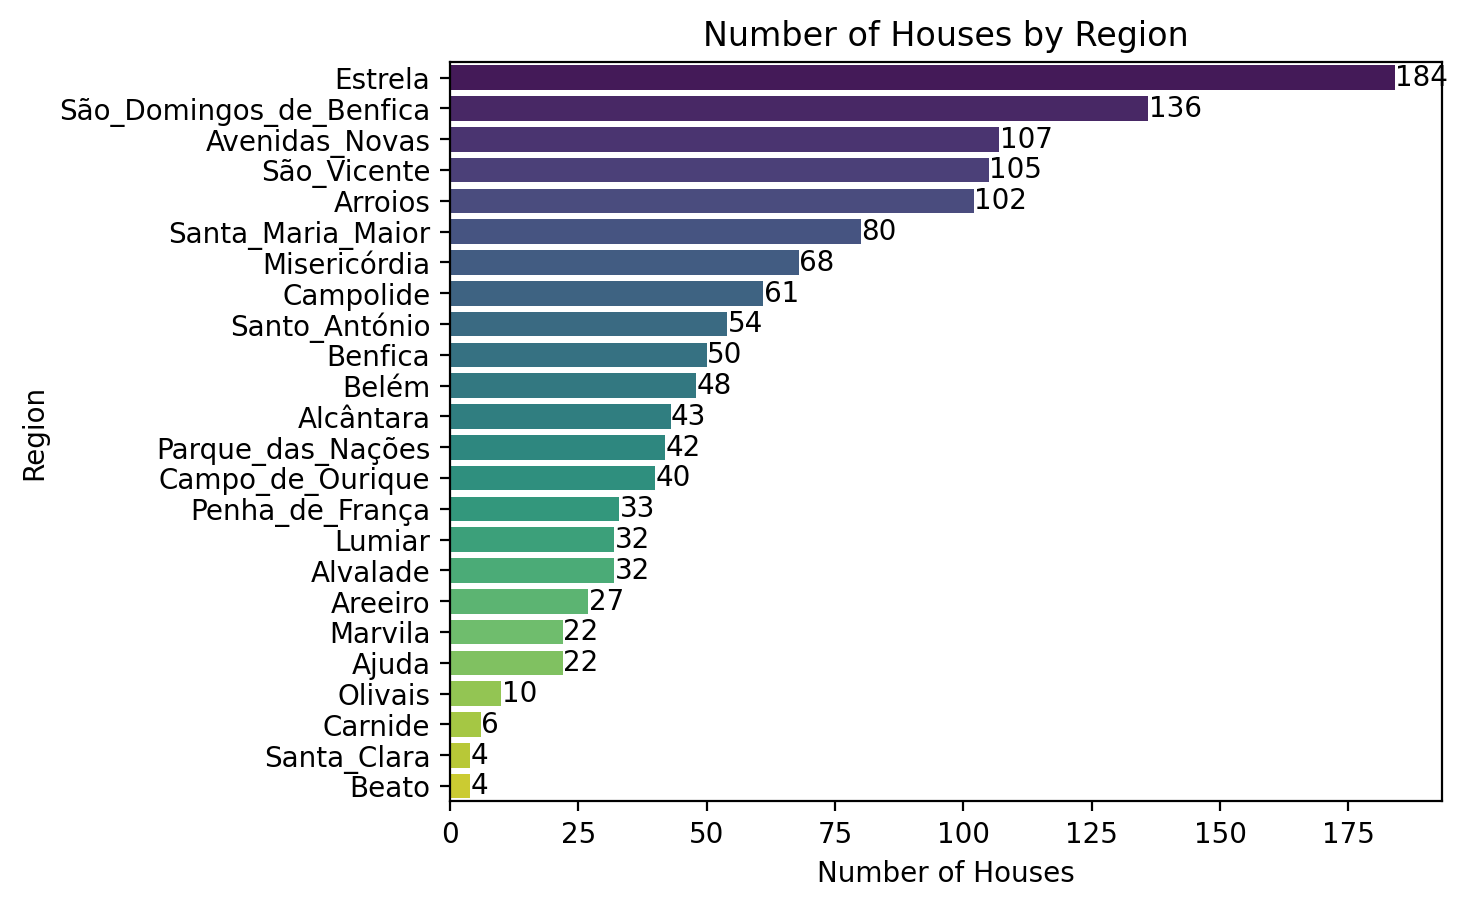 Number of Houses by Region
Estrela 184
São_Domingos_de_Benfica 136
Avenidas_Novas 107
São_Vicente 105
Arroios 102
Santa_Maria_Maior 80
Misericórdia 68
Campolide 61
Santo_António 54
Benfica 50
Belém 48
Alcântara 43
Parque_das_Nações 42
Campo_de_Ourique 40
Penha_de_França 33
Lumiar 32
Alvalade 32
Areeiro 27
Marvila 22
Ajuda 22
Olivais 10
Carnide 6
Santa_Clara 4
Beato 4
Region
0 25 50 75 100 125 150 175
Number of Houses